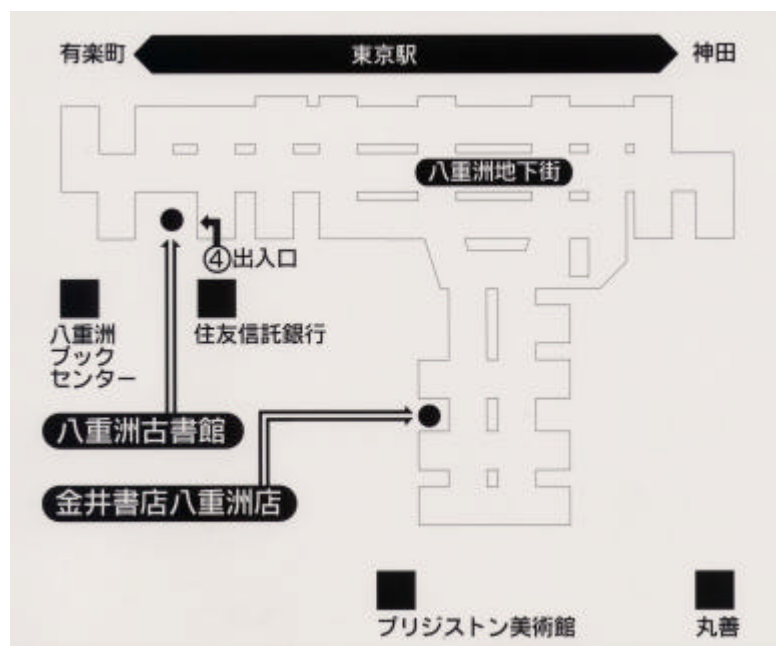 有楽町
東京駅
神田
八重洲地下街
④出入口
八重洲
ブック
センター
住友信託銀行
八重洲古書館
金井書店八重洲店
ブリジストン美術館
丸善